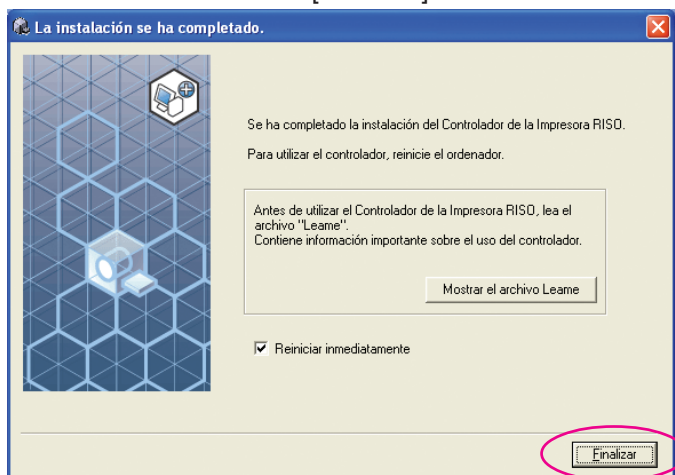 La instalación se ha completado.
Se ha completado la instalación del Controlador de la Impresora RISO.
Para utilizar el controlador, reinicie el ordenador.
Antes de utilizar el Controlador de la Impresora RISO, lea el
archivo "Leame".
Contiene información importante sobre el uso del controlador.
Mostrar el archivo Leame
Reiniciar inmediatamente
Finalizar